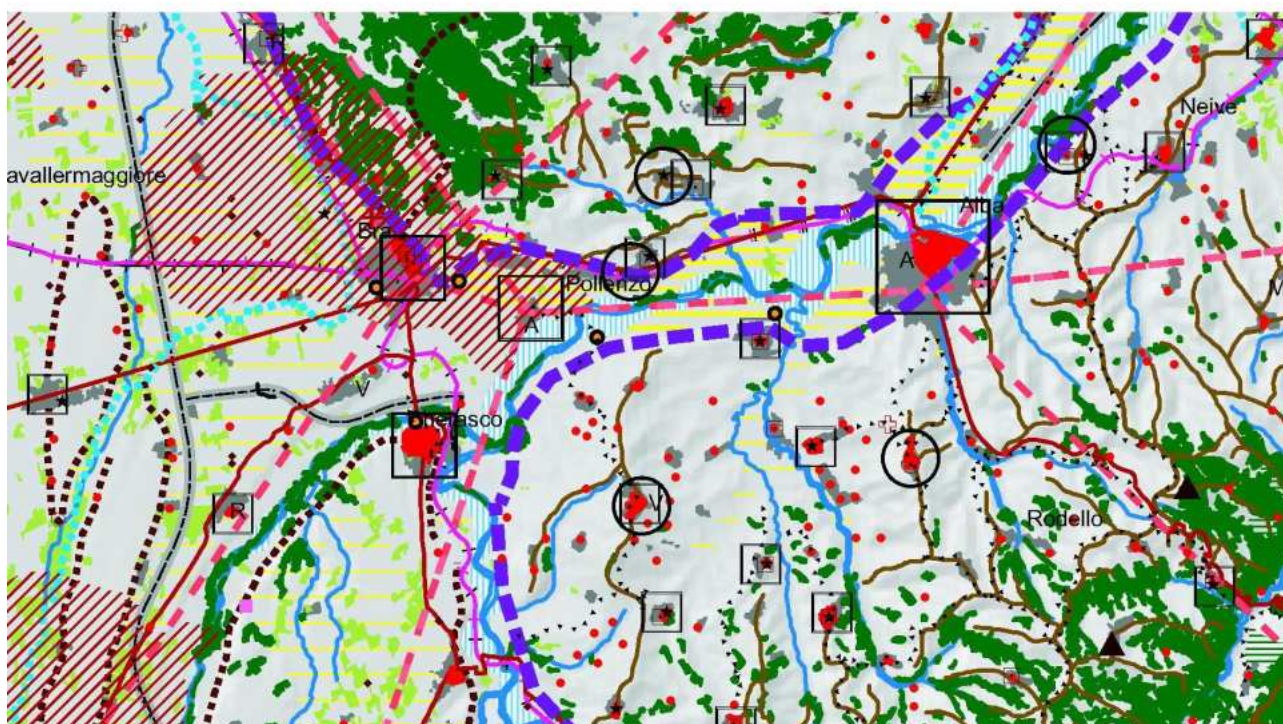 Neive
avallermaggiore
Alba
Bra
A
Pollenzo
A
V
R
V
Rodello